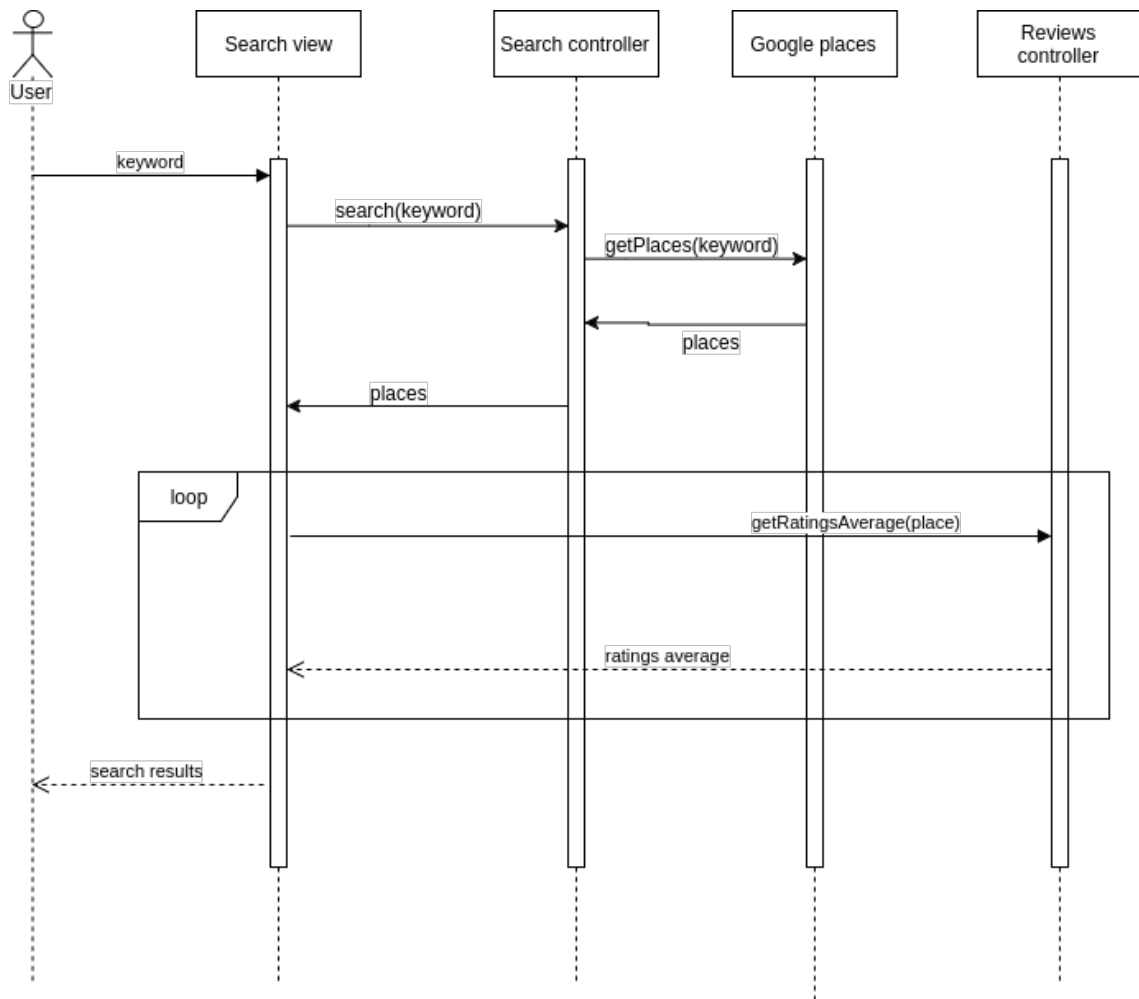 Search view
Search controller
Google places
Reviews
controller
User
keyword
search(keyword)
getPlaces(keyword)
places
places
loop
getRatingsAverage(place)
ratings average
search results